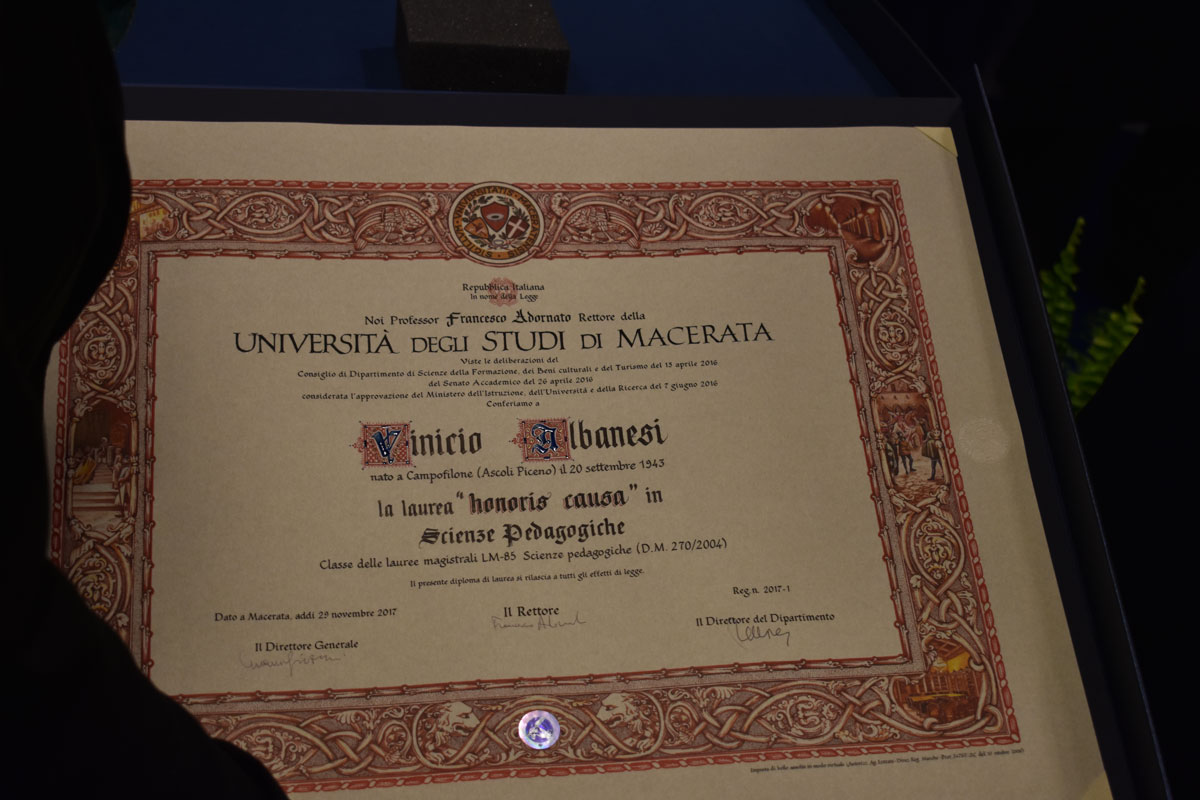 Repubblica Italiana
In nome della Legge
Noi Professor Francesco Adornato Rettore della
UNIVERSITÀ DEGLI STUDI DI MACERATA
Viste le deliberazioni del
Consiglio di Dipartimento di Scienze della Formazione, dei Beni culturali e del Turismo del 13 aprile 2016
del Senato Accademico del 26 aprile 2016
considerata l'approvazione del Ministero dell'Istruzione, dell'Università e della Ricerca del 7 giugno 2016
Conferiamo a
Vinicio Albanesi
nato a Campofilone (Ascoli Piceno) il 20 settembre 1943
la laurea "honoris causa" in
Scienze Pedagogiche
Classe delle lauree magistrali LM-85 Scienze pedagogiche (D.M. 270/2004)
Il presente diploma di laurea si rilascia a tutti gli effetti di legge.
Reg.n. 2017-1
Dato a Macerata, addì 29 novembre 2017
Il Rettore
Il Direttore del Dipartimento
Il Direttore Generale